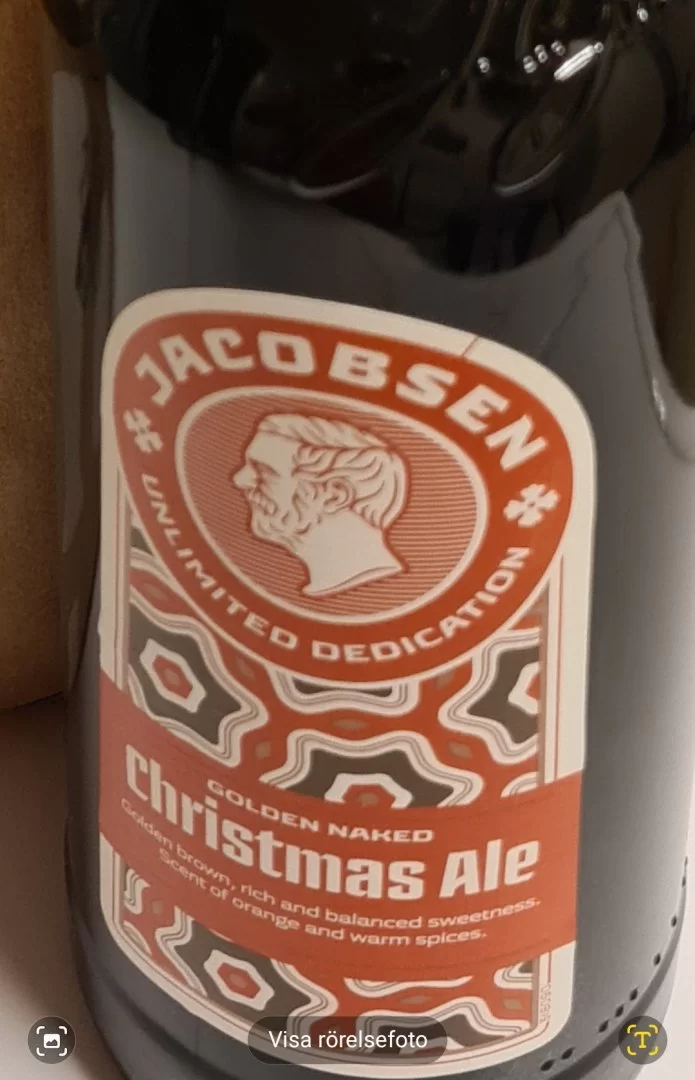 JACOBSEN
UNLIMITED DEDICATION
GOLDEN NAKED
Christmas Ale
Golden brown, rich and balanced sweetness.
Scent of orange and warm spices.
Visa rörelsefoto
T